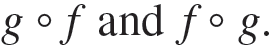 g ∘ f and f ∘ g.